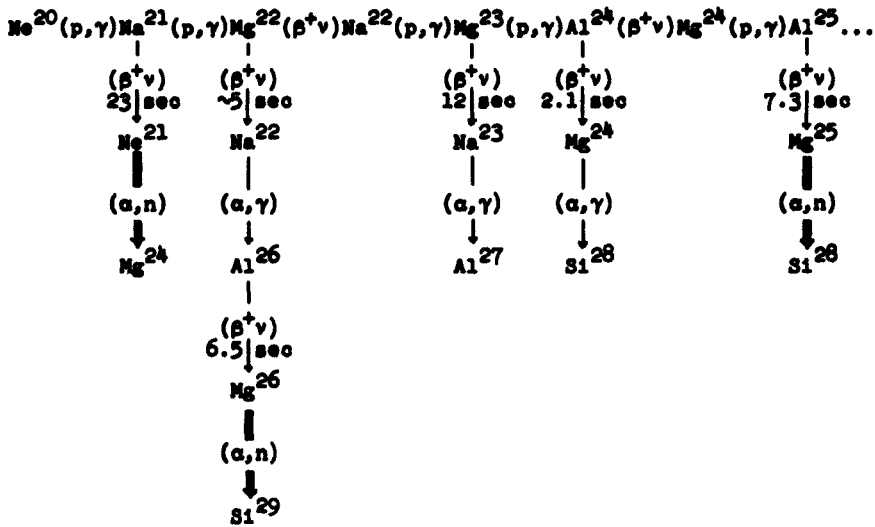 Ne²⁰(p,γ)Na²¹(p,γ)Mg²²(β⁺ν)Na²²(p,γ)Mg²³(p,γ)Al²⁴(β⁺ν)Mg²⁴(p,γ)Al²⁵...
(β⁺ν) (β⁺ν) (β⁺ν) (β⁺ν) (β⁺ν)
23 sec ~5 sec 12 sec 2.1 sec 7.3 sec
Ne²¹ Na²² Na²³ Mg²⁴ Mg²⁵
(α,n) (α,γ) (α,γ) (α,γ) (α,n)
Mg²⁴ Al²⁶ Al²⁷ Si²⁸ Si²⁸
(β⁺ν)
6.5 sec
Mg²⁶
(α,n)
Si²⁹